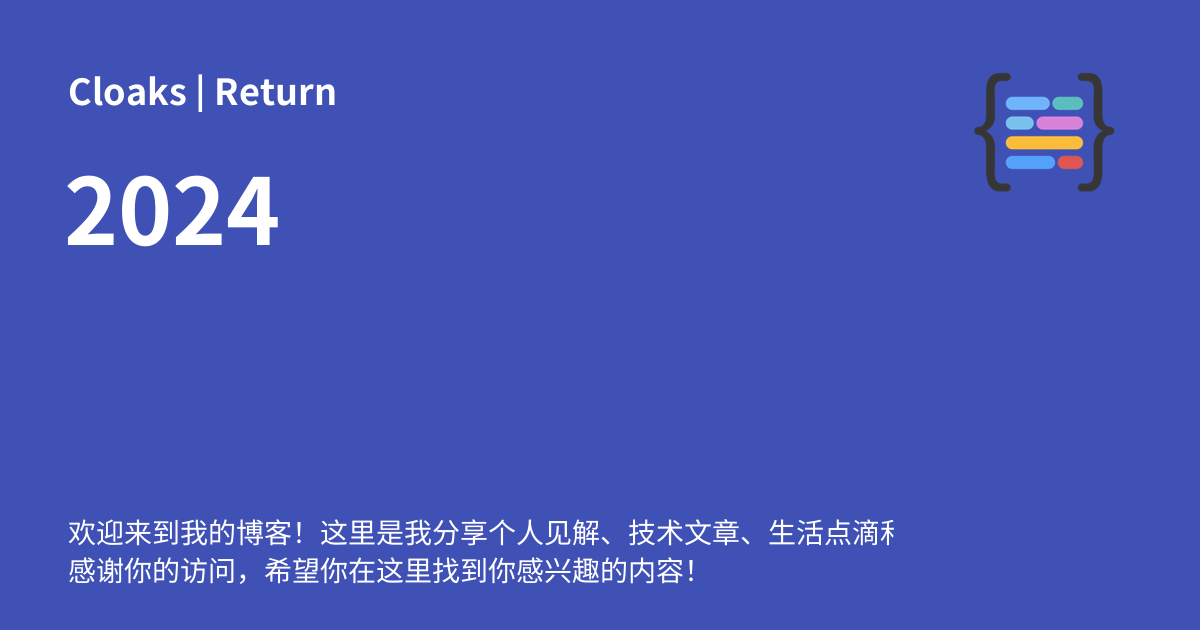 Cloaks | Return
2024
欢迎来到我的博客！这里是我分享个人见解、技术文章、生活点滴
感谢你的访问，希望你在这里找到你感兴趣的内容！